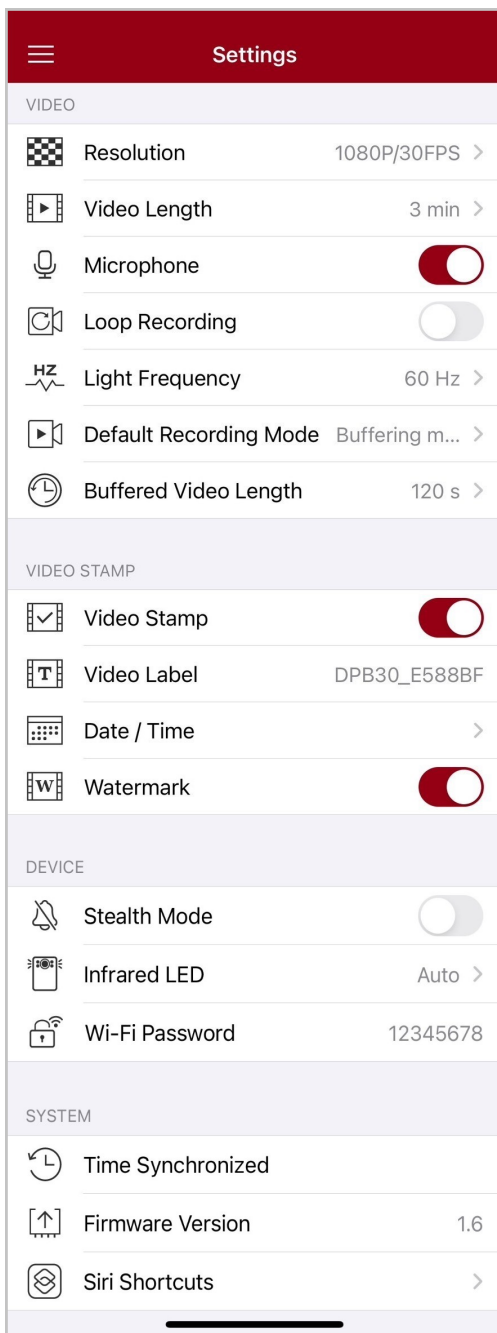 Settings
VIDEO
Resolution 1080P/30FPS
Video Length 3 min
Microphone
Loop Recording
HZ Light Frequency 60 Hz
Default Recording Mode Buffering m...
Buffered Video Length 120 s
VIDEO STAMP
Video Stamp
T Video Label DPB30_E588BF
Date / Time
W Watermark
DEVICE
Stealth Mode
Infrared LED Auto
Wi-Fi Password 12345678
SYSTEM
Time Synchronized
Firmware Version 1.6
Siri Shortcuts